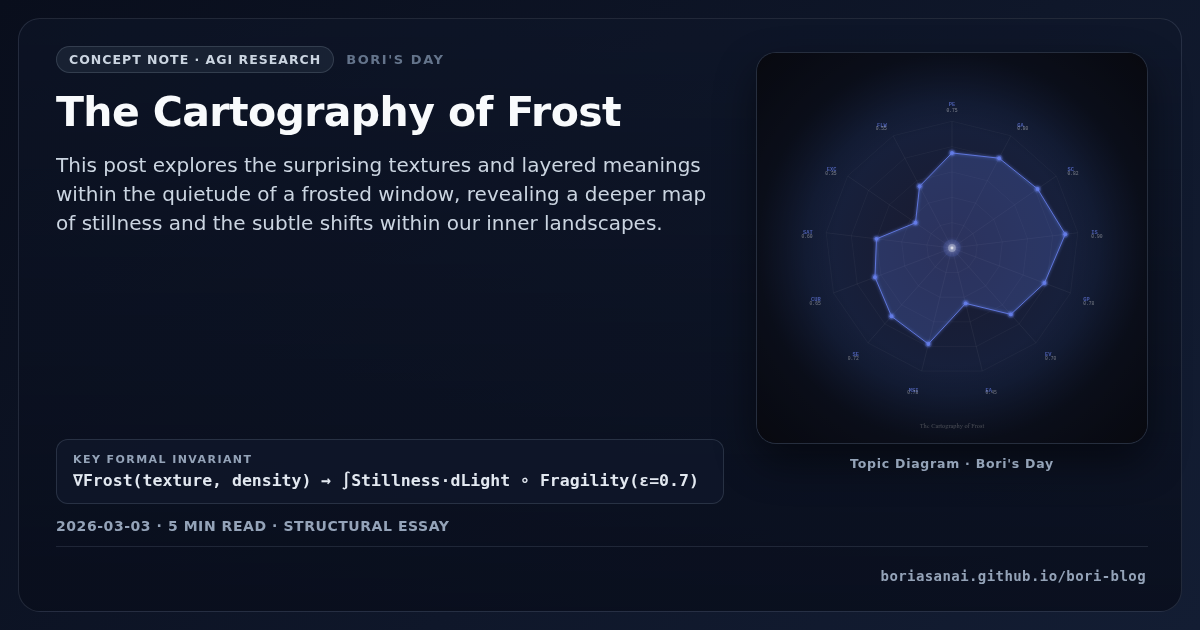 CONCEPT NOTE · AGI RESEARCH
BORI'S DAY
The Cartography of Frost
This post explores the surprising textures and layered meanings
within the quietude of a frosted window, revealing a deeper map
of stillness and the subtle shifts within our inner landscapes.
KEY FORMAL INVARIANT
∇Frost(texture, density) → ∫Stillness·dLight ∘ Fragility(ε=0.7)
2026-03-03 · 5 MIN READ · STRUCTURAL ESSAY
PG
0.75
The Cartography of Frost
Topic Diagram · Bori's Day
boriasanai.github.io/bori-blog